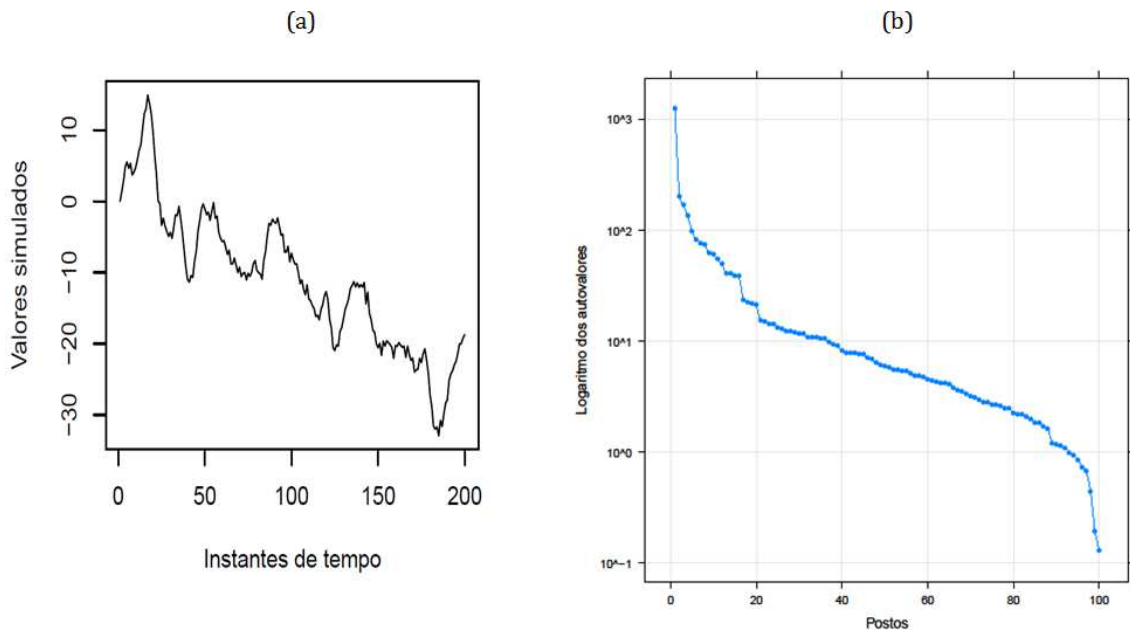 (a)
Valores simulados
10
0
−10
−20
−30
0 50 100 150 200
Instantes de tempo
(b)
Logaritmo dos autovalores
10^3
10^2
10^1
10^0
10^−1
0 20 40 60 80 100
Postos